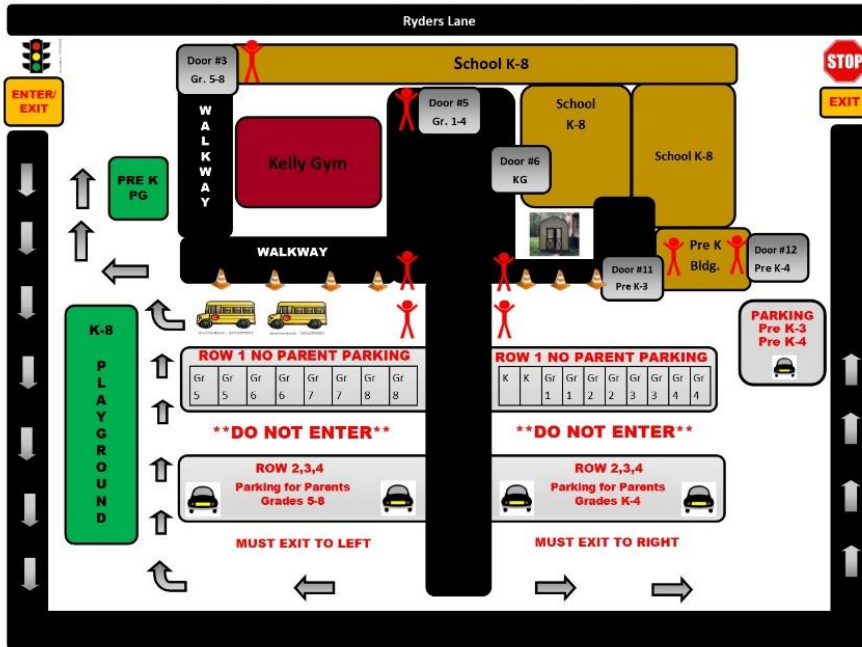 Ryders Lane
Door #3
Gr. 5-8
School K-8
STOP
ENTER/
EXIT
EXIT
Door #5
Gr. 1-4
School
K-8
WALKWAY
Kelly Gym
School K-8
Door #6
KG
PRE K
PG
WALKWAY
Pre K
Bldg.
Door #12
Pre K-4
Door #11
Pre K-3
PARKING
Pre K-3
Pre K-4
K-8
PLAYGROUND
ROW 1 NO PARENT PARKING
Gr 5 Gr 5 Gr 6 Gr 6 Gr 7 Gr 7 Gr 8 Gr 8
ROW 1 NO PARENT PARKING
K K Gr 1 Gr 1 Gr 2 Gr 2 Gr 3 Gr 3 Gr 4 Gr 4
**DO NOT ENTER**
**DO NOT ENTER**
ROW 2,3,4
Parking for Parents
Grades 5-8
ROW 2,3,4
Parking for Parents
Grades K-4
MUST EXIT TO LEFT
MUST EXIT TO RIGHT